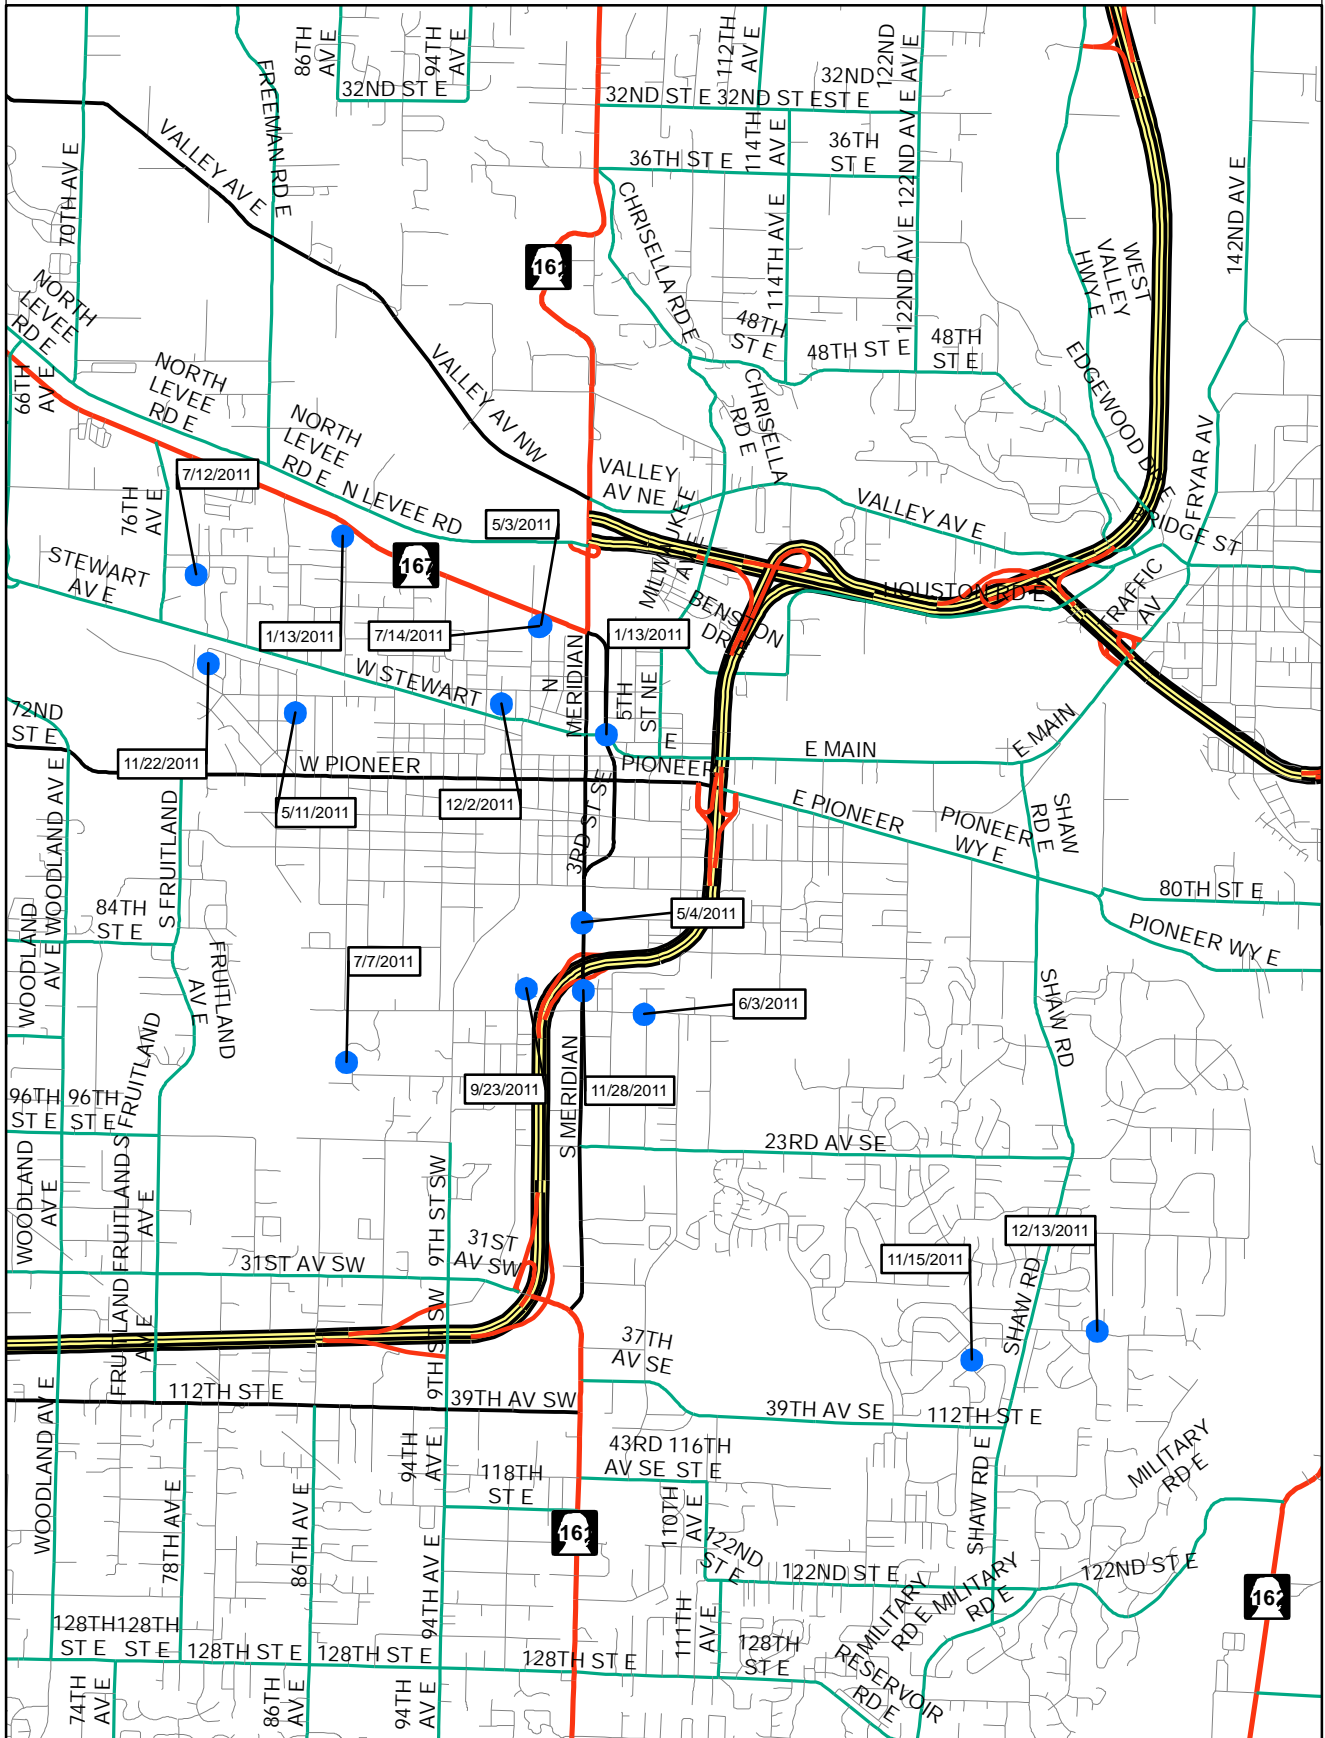 86TH
AV E
94TH
AV E
32ND ST E
112TH
AV E
122ND
AV E
32ND
ST E
32ND ST E
32ND ST E
FREEMAN RD E
VALLEY AV E
70TH AV E
114TH
AV E
36TH
ST E
36TH ST E
122ND AV E
122ND AV E
122ND AV E
114TH AV E
CHRISELLA RD E
142ND AV E
WEST
VALLEY
HWY E
161
NORTH
LEVEE
RD E
48TH
ST E
48TH ST E
48TH
ST E
EDGEWOOD DR E
66TH
AV E
NORTH
LEVEE
RD E
VALLEY AV NW
CHRISELLA
RD E
NORTH
LEVEE
RD E
N LEVEE RD
FRYAR AV
7/12/2011
76TH
AV E
5/3/2011
VALLEY
AV NE
VALLEY AV E
MILWAUKEE
AV E
BRIDGE ST
STEWART
AV E
167
HOUSTON RD E
TRAFFIC
AV
BENSTON
DR E
1/13/2011
7/14/2011
1/13/2011
W STEWART
N
MERIDIAN
5TH
ST NE
72ND
ST E
E
E MAIN
E MAIN
11/22/2011
W PIONEER
PIONEER
5/11/2011
12/2/2011
3RD ST SE
E PIONEER
PIONEER
WY E
SHAW
RD E
WOODLAND AV E
S FRUITLAND
84TH
ST E
80TH ST E
5/4/2011
PIONEER WY E
WOODLAND
AV E
FRUITLAND
AV E
7/7/2011
6/3/2011
SHAW RD
S FRUITLAND
96TH
ST E
96TH
ST E
9/23/2011
11/28/2011
S MERIDIAN
23RD AV SE
WOODLAND
AV E
FRUITLAND
AV E
9TH ST SW
31ST
AV SW
31ST AV SW
12/13/2011
11/15/2011
SHAW RD
FRUITLAND
AV E
9TH ST SW
9TH ST SW
37TH
AV SE
112TH ST E
39TH AV SW
39TH AV SE
112TH ST E
WOODLAND AV E
94TH
AV E
43RD
AV SE
116TH
ST E
118TH
ST E
MILITARY
RD E
SHAW RD E
78TH AV E
86TH AV E
110TH
AV E
161
122ND
ST E
122ND ST E
122ND ST E
162
94TH AV E
MILITARY
RD E
MILITARY
RD E
128TH
ST E
128TH
ST E
128TH ST E
128TH ST E
128TH ST E
111TH
AV E
128TH
ST E
RESERVOIR
RD E
74TH
AV E
86TH
AV E
94TH
AV E